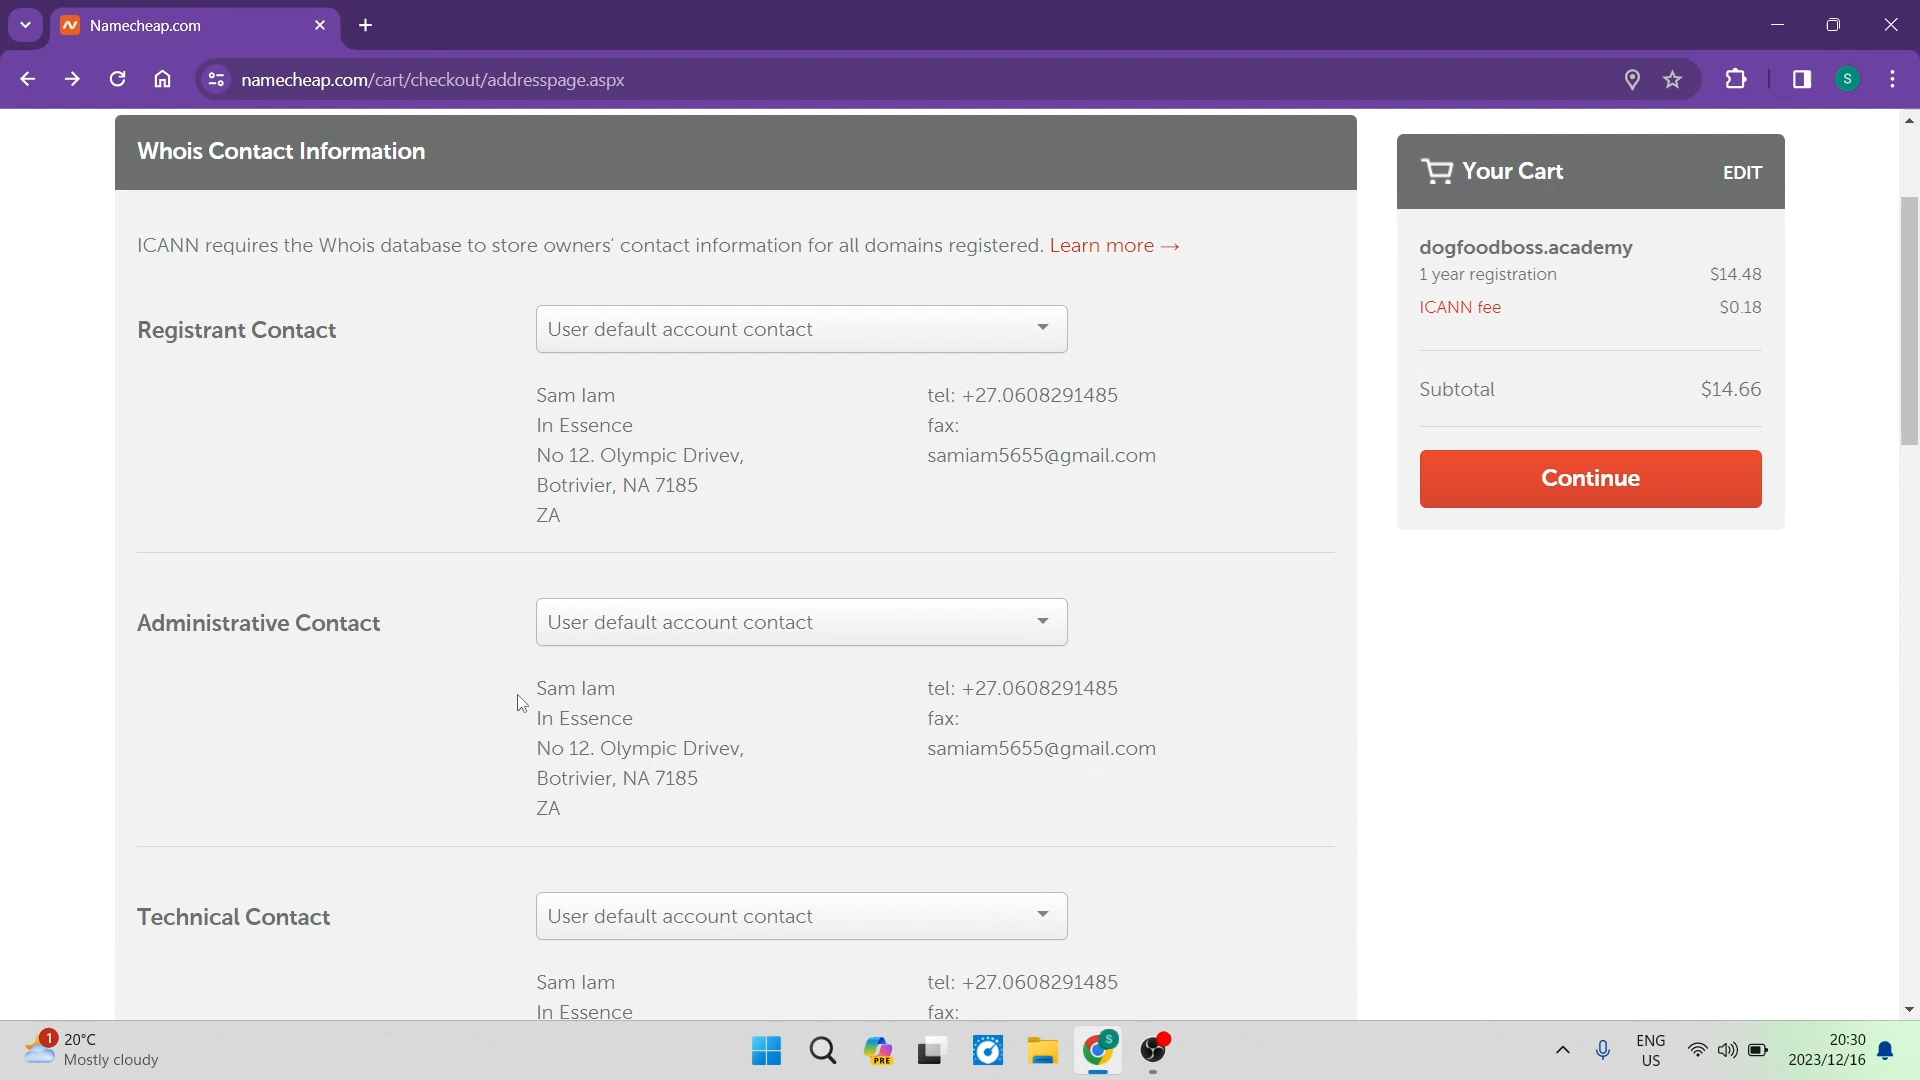 Namecheap.com
namecheap.com/cart/checkout/addresspage.aspx
S
Whois Contact Information
ICANN requires the Whois database to store owners' contact information for all domains registered. Learn more →
Registrant Contact
User default account contact
Sam Iam
In Essence
No 12. Olympic Drivev,
Botrivier, NA 7185
ZA
tel: +27.0608291485
fax:
samiam5655@gmail.com
Administrative Contact
User default account contact
Sam Iam
In Essence
No 12. Olympic Drivev,
Botrivier, NA 7185
ZA
tel: +27.0608291485
fax:
samiam5655@gmail.com
Technical Contact
User default account contact
Sam Iam
In Essence
tel: +27.0608291485
fax:
Your Cart
EDIT
dogfoodboss.academy
1 year registration $14.48
ICANN fee $0.18
Subtotal $14.66
Continue
1
20°C
Mostly cloudy
PRE
S
ENG
US
20:30
2023/12/16